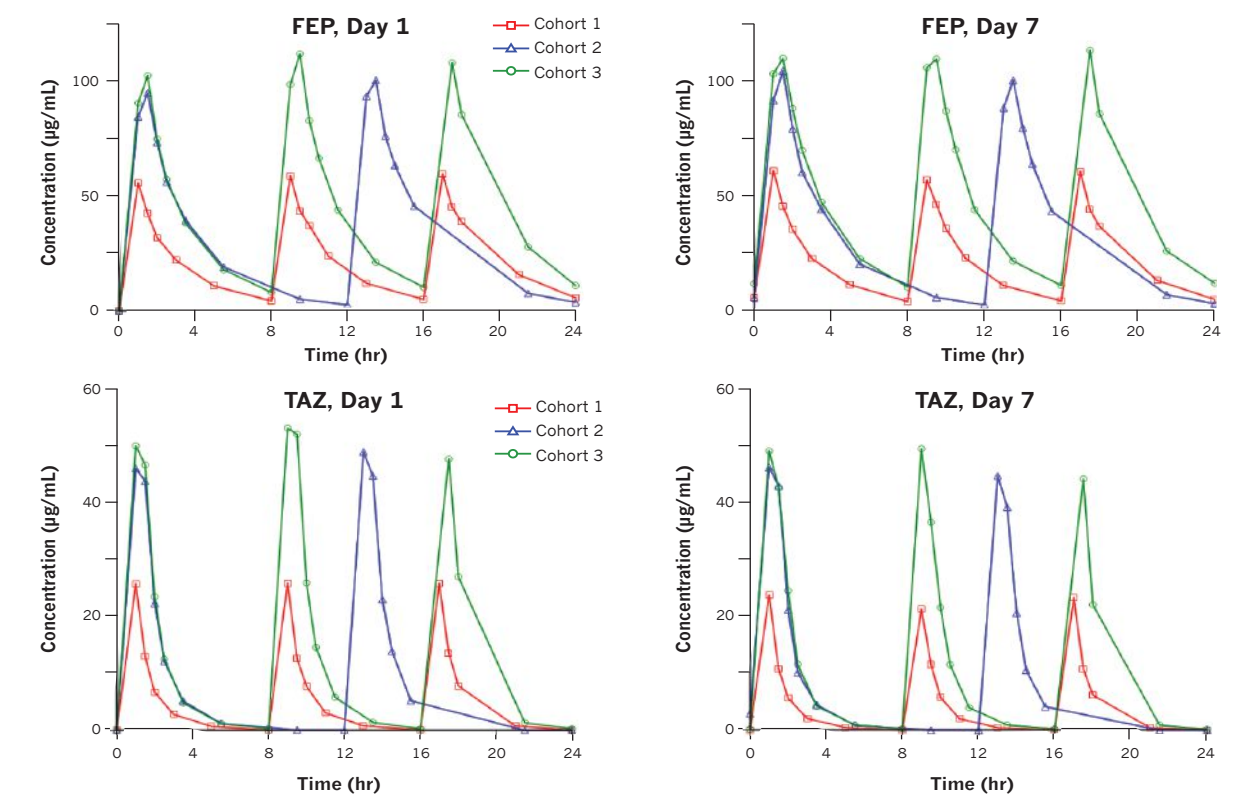 FEP, Day 1
Cohort 1
Cohort 2
Cohort 3
Concentration (µg/mL)
100
50
0
0 4 8 12 16 20 24
Time (hr)
FEP, Day 7
Concentration (µg/mL)
100
50
0
0 4 8 12 16 20 24
Time (hr)
TAZ, Day 1
Cohort 1
Cohort 2
Cohort 3
Concentration (µg/mL)
60
40
20
0
0 4 8 12 16 20 24
Time (hr)
TAZ, Day 7
Concentration (µg/mL)
60
40
20
0
0 4 8 12 16 20 24
Time (hr)